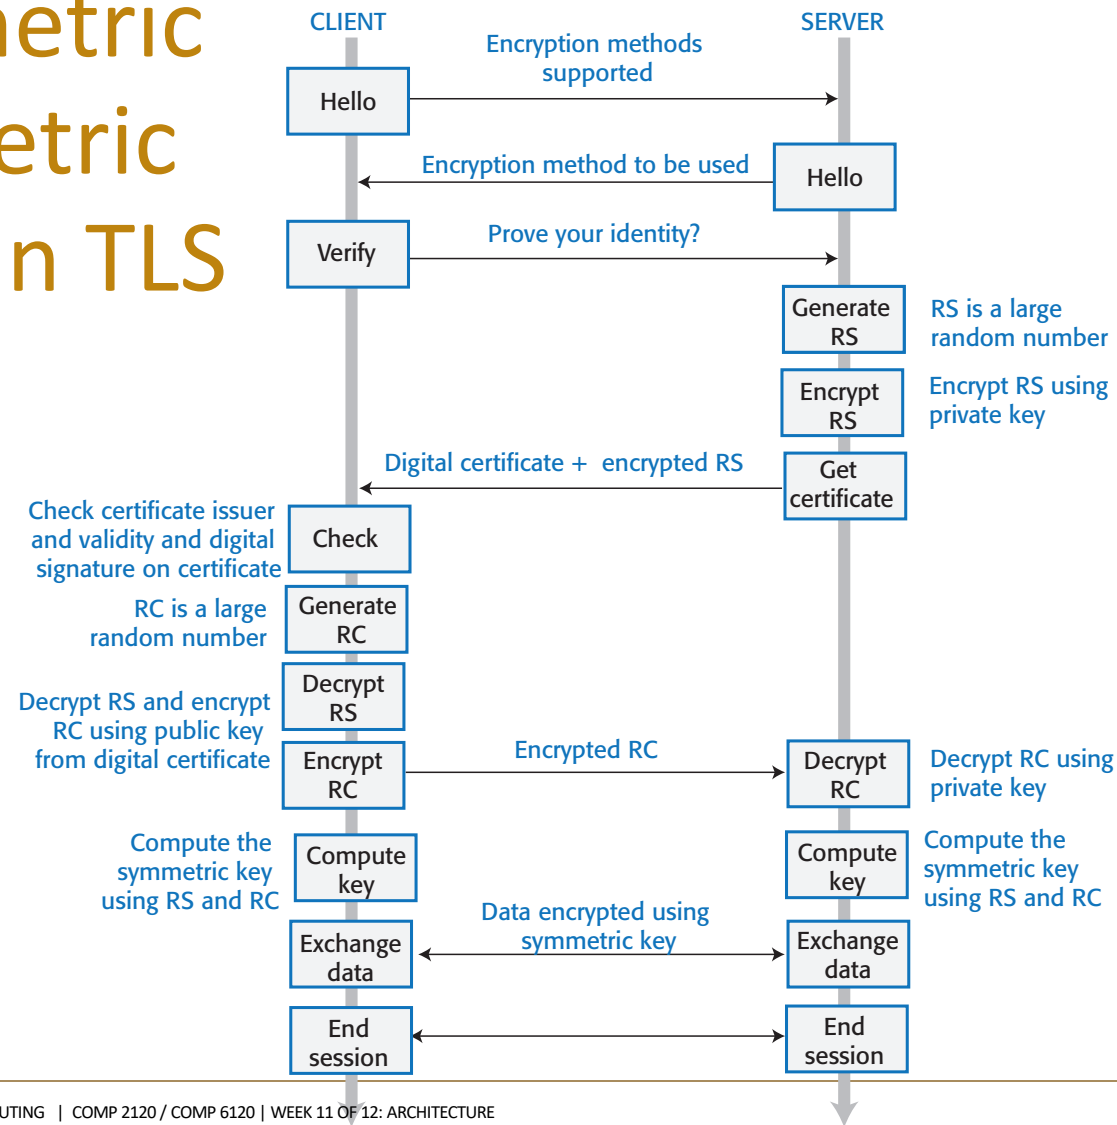 metric
etric
n TLS
CLIENT
SERVER
Encryption methods
supported
Hello
Encryption method to be used
Hello
Verify
Prove your identity?
Generate
RS
RS is a large
random number
Encrypt
RS
Encrypt RS using
private key
Digital certificate + encrypted RS
Get
certificate
Check certificate issuer
and validity and digital
signature on certificate
Check
RC is a large
random number
Generate
RC
Decrypt RS and encrypt
RC using public key
from digital certificate
Decrypt
RS
Encrypt
RC
Encrypted RC
Decrypt
RC
Decrypt RC using
private key
Compute the
symmetric key
using RS and RC
Compute
key
Compute
key
Compute the
symmetric key
using RS and RC
Data encrypted using
symmetric key
Exchange
data
Exchange
data
End
session
End
session
UTING | COMP 2120 / COMP 6120 | WEEK 11 OF 12: ARCHITECTURE